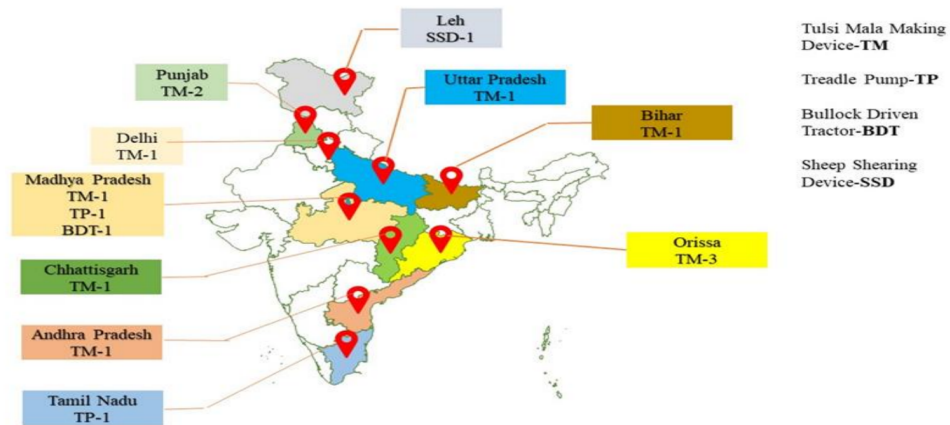 Leh
SSD-1
Punjab
TM-2
Uttar Pradesh
TM-1
Bihar
TM-1
Delhi
TM-1
Madhya Pradesh
TM-1
TP-1
BDT-1
Orissa
TM-3
Chhattisgarh
TM-1
Andhra Pradesh
TM-1
Tamil Nadu
TP-1
Tulsi Mala Making
Device-TM
Treadle Pump-TP
Bullock Driven
Tractor-BDT
Sheep Shearing
Device-SSD